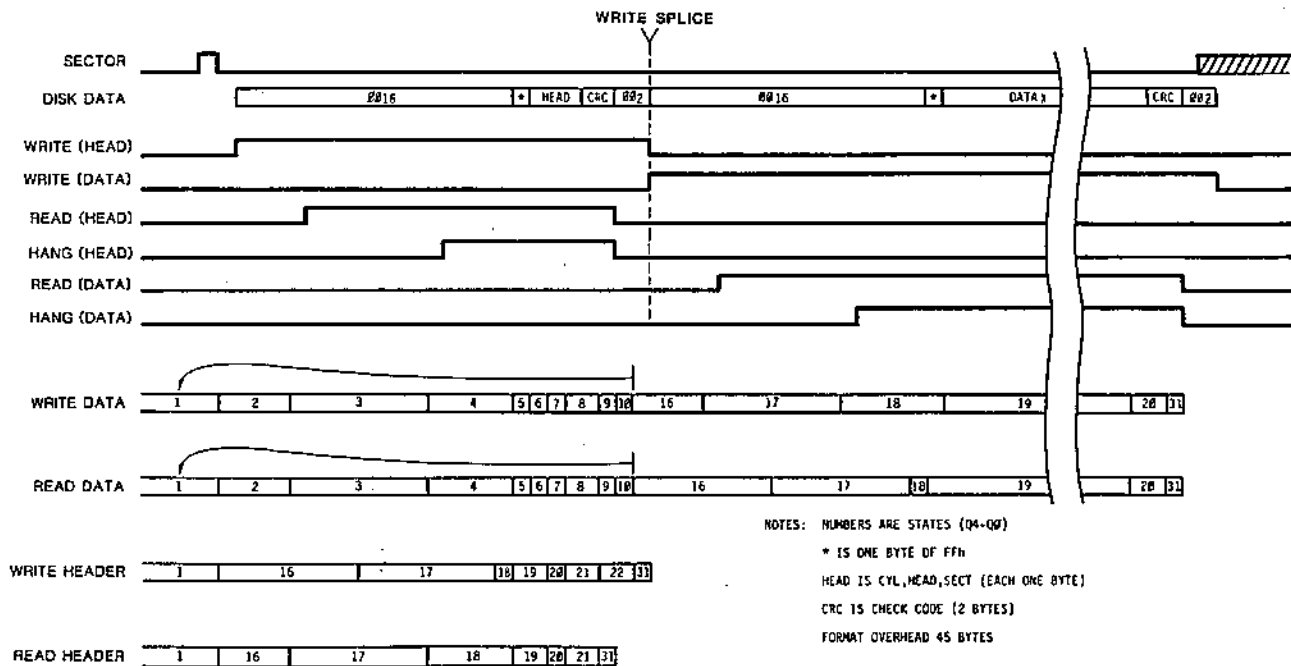 WRITE SPLICE
SECTOR
DISK DATA 00₁₆ * HEAD CRC 00₂ 00₁₆ * DATA CRC 00₂
WRITE (HEAD)
WRITE (DATA)
READ (HEAD)
HANG (HEAD)
READ (DATA)
HANG (DATA)
WRITE DATA 1 2 3 4 5 6 7 8 9 10 16 17 18 19 20 31
READ DATA 1 2 3 4 5 6 7 8 9 10 16 17 18 19 20 31
NOTES: NUMBERS ARE STATES (Q4-Q0)
* IS ONE BYTE OF FFh
WRITE HEADER 1 16 17 18 19 20 21 22 31
HEAD IS CYL,HEAD,SECT (EACH ONE BYTE)
CRC IS CHECK CODE (2 BYTES)
FORMAT OVERHEAD 45 BYTES
READ HEADER 1 16 17 18 19 20 21 31